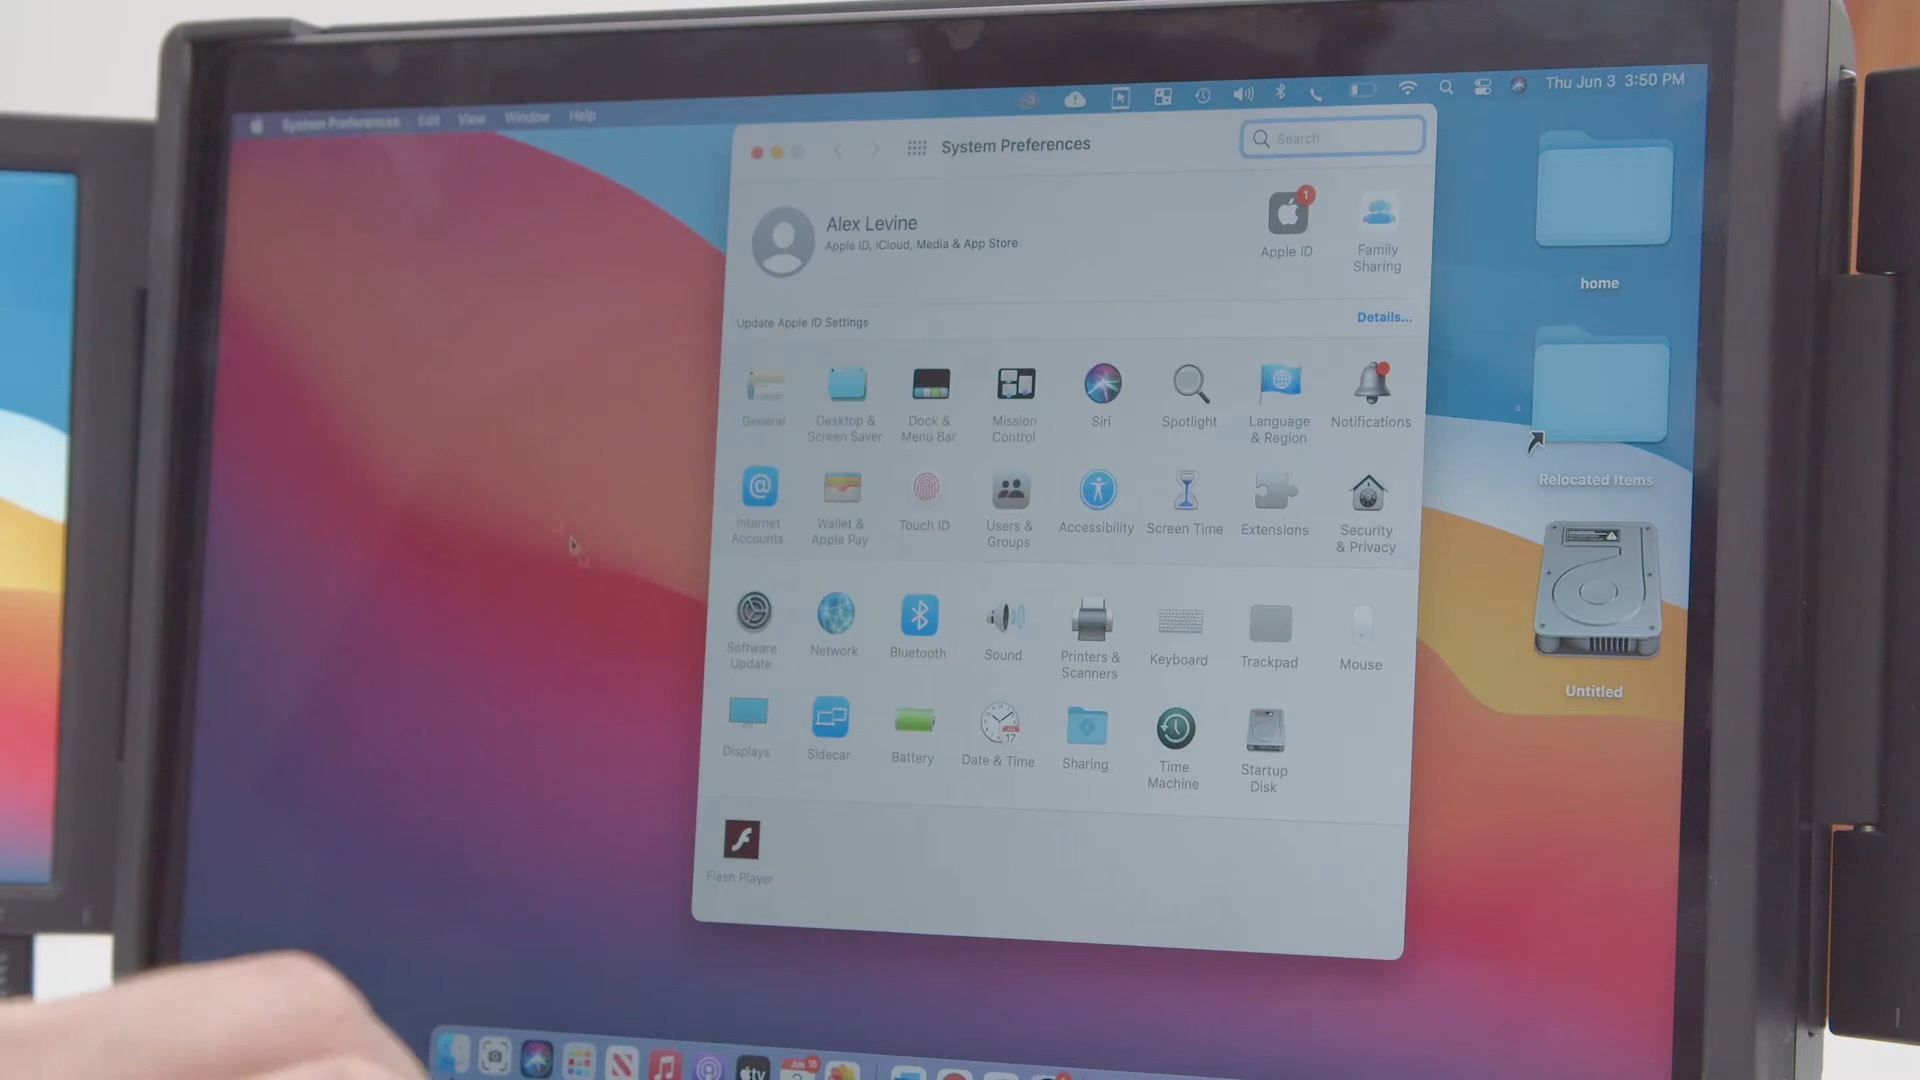 System Preferences Edit View Window Help
Thu Jun 3 3:50 PM
System Preferences
Search
Alex Levine
Apple ID, iCloud, Media & App Store
1
Apple ID
Family
Sharing
Update Apple ID Settings
Details...
General
Desktop &
Screen Saver
Dock &
Menu Bar
Mission
Control
Siri
Spotlight
Language
& Region
Notifications
Internet
Accounts
Wallet &
Apple Pay
Touch ID
Users &
Groups
Accessibility
Screen Time
Extensions
Security
& Privacy
Software
Update
Network
Bluetooth
Sound
Printers &
Scanners
Keyboard
Trackpad
Mouse
Displays
Sidecar
Battery
17
Date & Time
Sharing
Time
Machine
Startup
Disk
Flash Player
home
Relocated Items
Untitled
tv